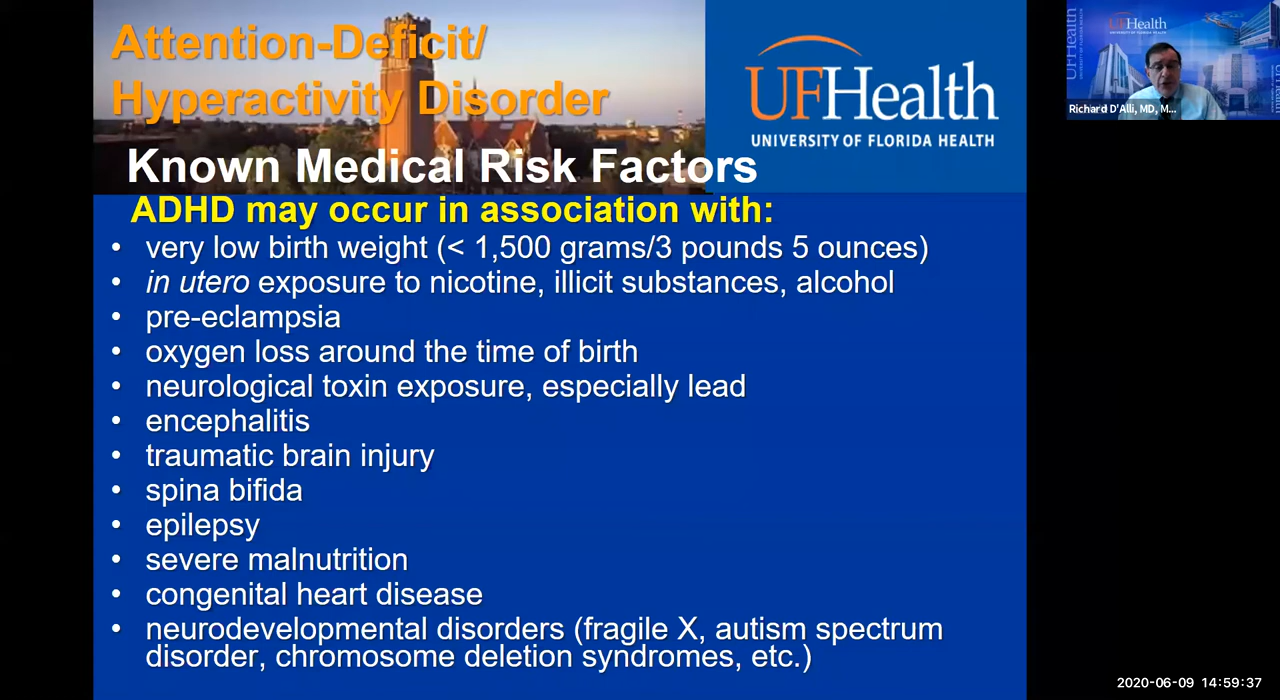 Attention-Deficit/
Hyperactivity Disorder
UFHealth
UNIVERSITY OF FLORIDA HEALTH
Known Medical Risk Factors
ADHD may occur in association with:
• very low birth weight (< 1,500 grams/3 pounds 5 ounces)
• in utero exposure to nicotine, illicit substances, alcohol
• pre-eclampsia
• oxygen loss around the time of birth
• neurological toxin exposure, especially lead
• encephalitis
• traumatic brain injury
• spina bifida
• epilepsy
• severe malnutrition
• congenital heart disease
• neurodevelopmental disorders (fragile X, autism spectrum
disorder, chromosome deletion syndromes, etc.)
UFHealth
UFHealth
Richard D'Alli, MD, M...
2020-06-09 14:59:37